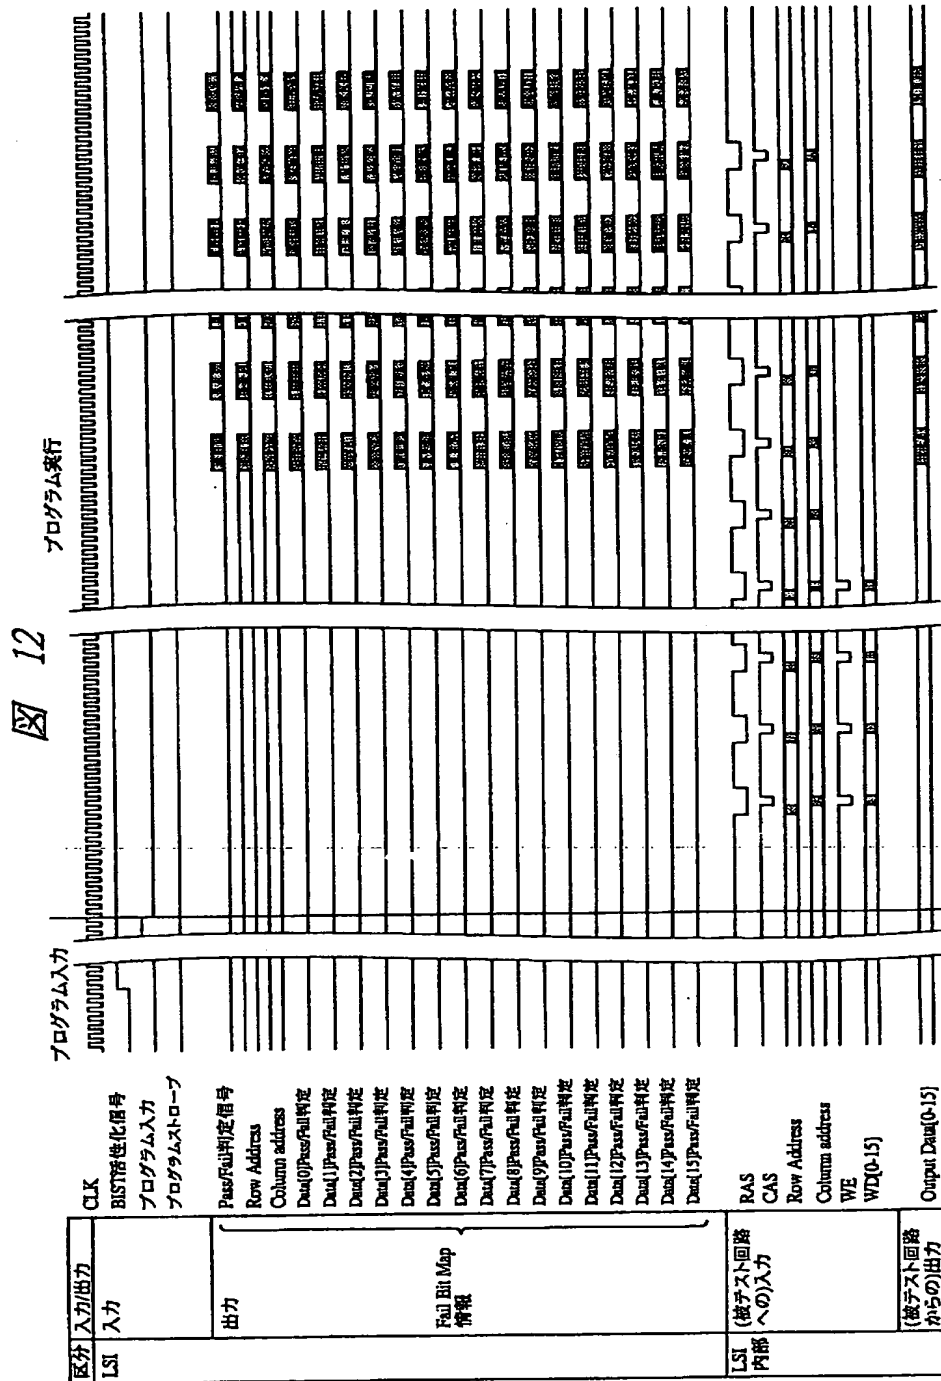 図 12
プログラム入力
プログラム実行
区分
入力/出力
LSI
入力
CLK
BIST活性化信号
プログラム入力
プログラムストローブ
出力
Pass/Fail判定信号
Row Address
Column address
Fail Bit Map
情報
Data[0]Pass/Fail判定
Data[1]Pass/Fail判定
Data[2]Pass/Fail判定
Data[3]Pass/Fail判定
Data[4]Pass/Fail判定
Data[5]Pass/Fail判定
Data[6]Pass/Fail判定
Data[7]Pass/Fail判定
Data[8]Pass/Fail判定
Data[9]Pass/Fail判定
Data[10]Pass/Fail判定
Data[11]Pass/Fail判定
Data[12]Pass/Fail判定
Data[13]Pass/Fail判定
Data[14]Pass/Fail判定
Data[15]Pass/Fail判定
LSI
内部
(被テスト回路
への)入力
RAS
CAS
Row Address
Column address
WE
WD[0-15]
(被テスト回路
からの)出力
Output Data[0-15]